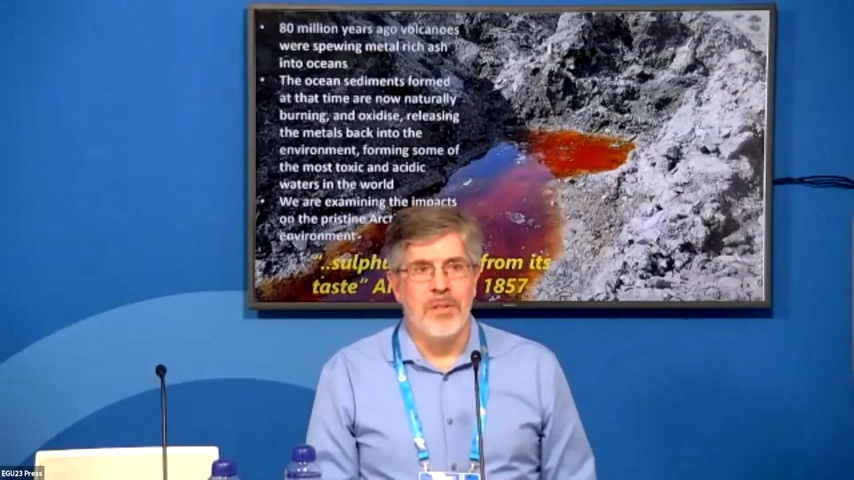 • 80 million years ago volcanoes
were spewing metal rich ash
into oceans
• The ocean sediments formed
at that time are now naturally
burning, and oxidise, releasing
the metals back into the
environment, forming some of
the most toxic and acidic
waters in the world
• We are examining the impacts
on the pristine
environment
from its
taste" 1857
EGU23 Press